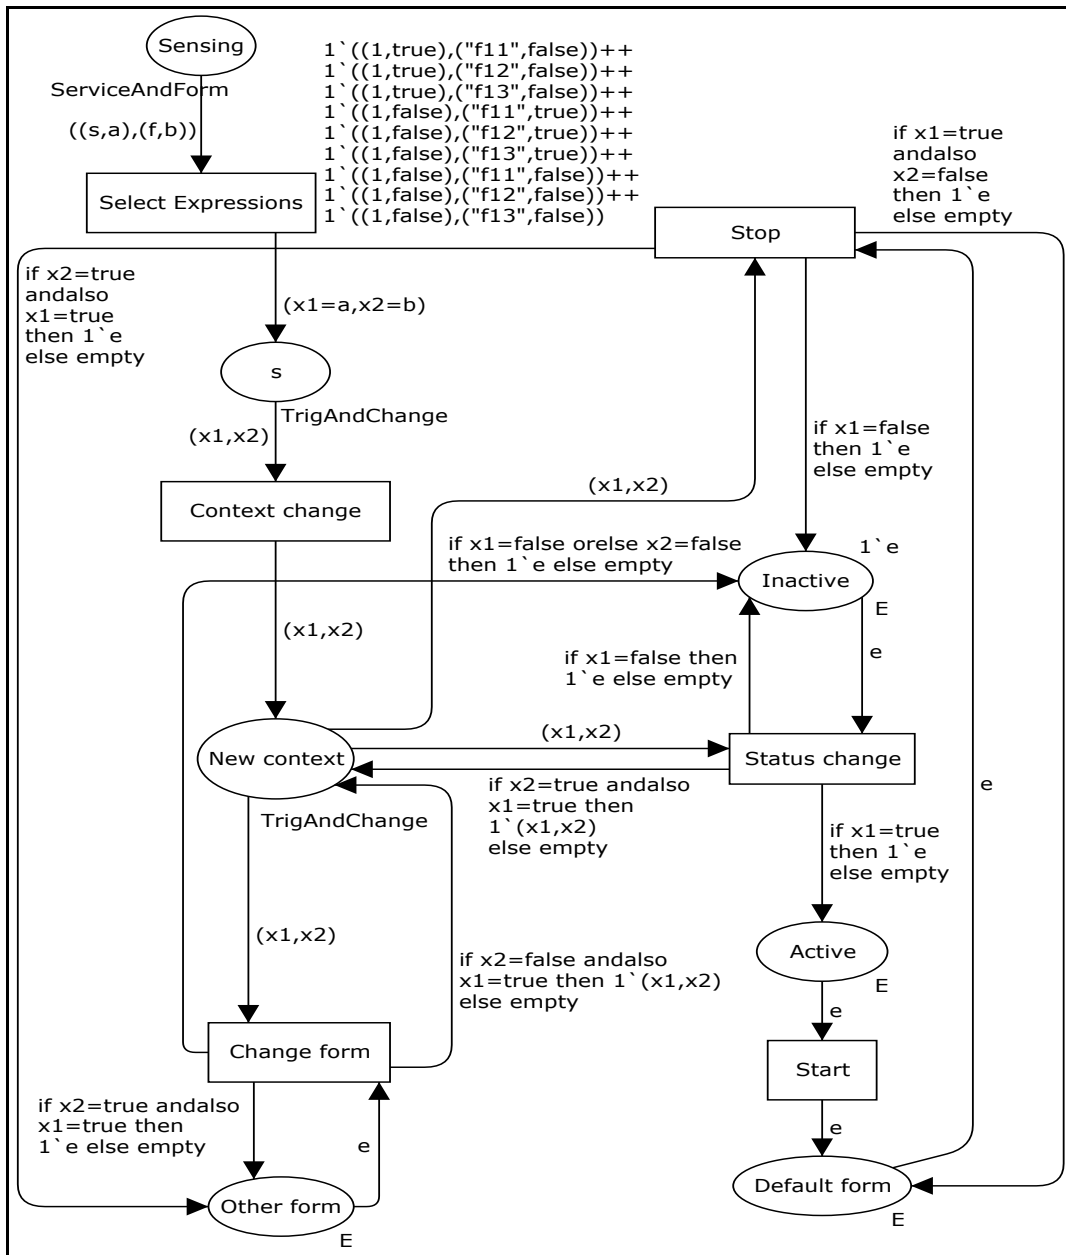 Sensing
ServiceAndForm
((s,a),(f,b))
Select Expressions
1`((1,true),("f11",false))++
1`((1,true),("f12",false))++
1`((1,true),("f13",false))++
1`((1,false),("f11",true))++
1`((1,false),("f12",true))++
1`((1,false),("f13",true))++
1`((1,false),("f11",false))++
1`((1,false),("f12",false))++
1`((1,false),("f13",false))
if x1=true
andalso
x2=false
then 1`e
else empty
Stop
if x2=true
andalso
x1=true
then 1`e
else empty
(x1=a,x2=b)
s
TrigAndChange
(x1,x2)
Context change
(x1,x2)
if x1=false
then 1`e
else empty
if x1=false orelse x2=false
then 1`e else empty
1`e
Inactive
E
(x1,x2)
if x1=false then
1`e else empty
e
New context
TrigAndChange
(x1,x2)
Status change
e
if x2=true andalso
x1=true then
1`(x1,x2)
else empty
if x1=true
then 1`e
else empty
(x1,x2)
if x2=false andalso
x1=true then 1`(x1,x2)
else empty
Active
E
e
Change form
Start
if x2=true andalso
x1=true then
1`e else empty
e
e
Other form
E
Default form
E